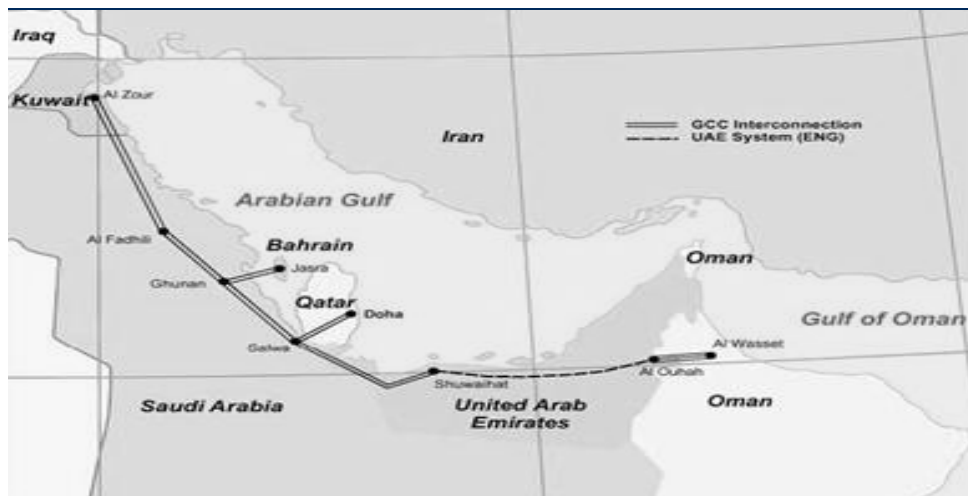 Iraq
Kuwait
Al Zour
Iran
GCC Interconnection
UAE System (ENG)
Arabian Gulf
Al Fadhili
Bahrain
Jasra
Ghunan
Oman
Qatar
Doha
Salwa
Gulf of Oman
Al Wasset
Al Ouhah
Shuwaihat
Saudi Arabia
United Arab
Emirates
Oman